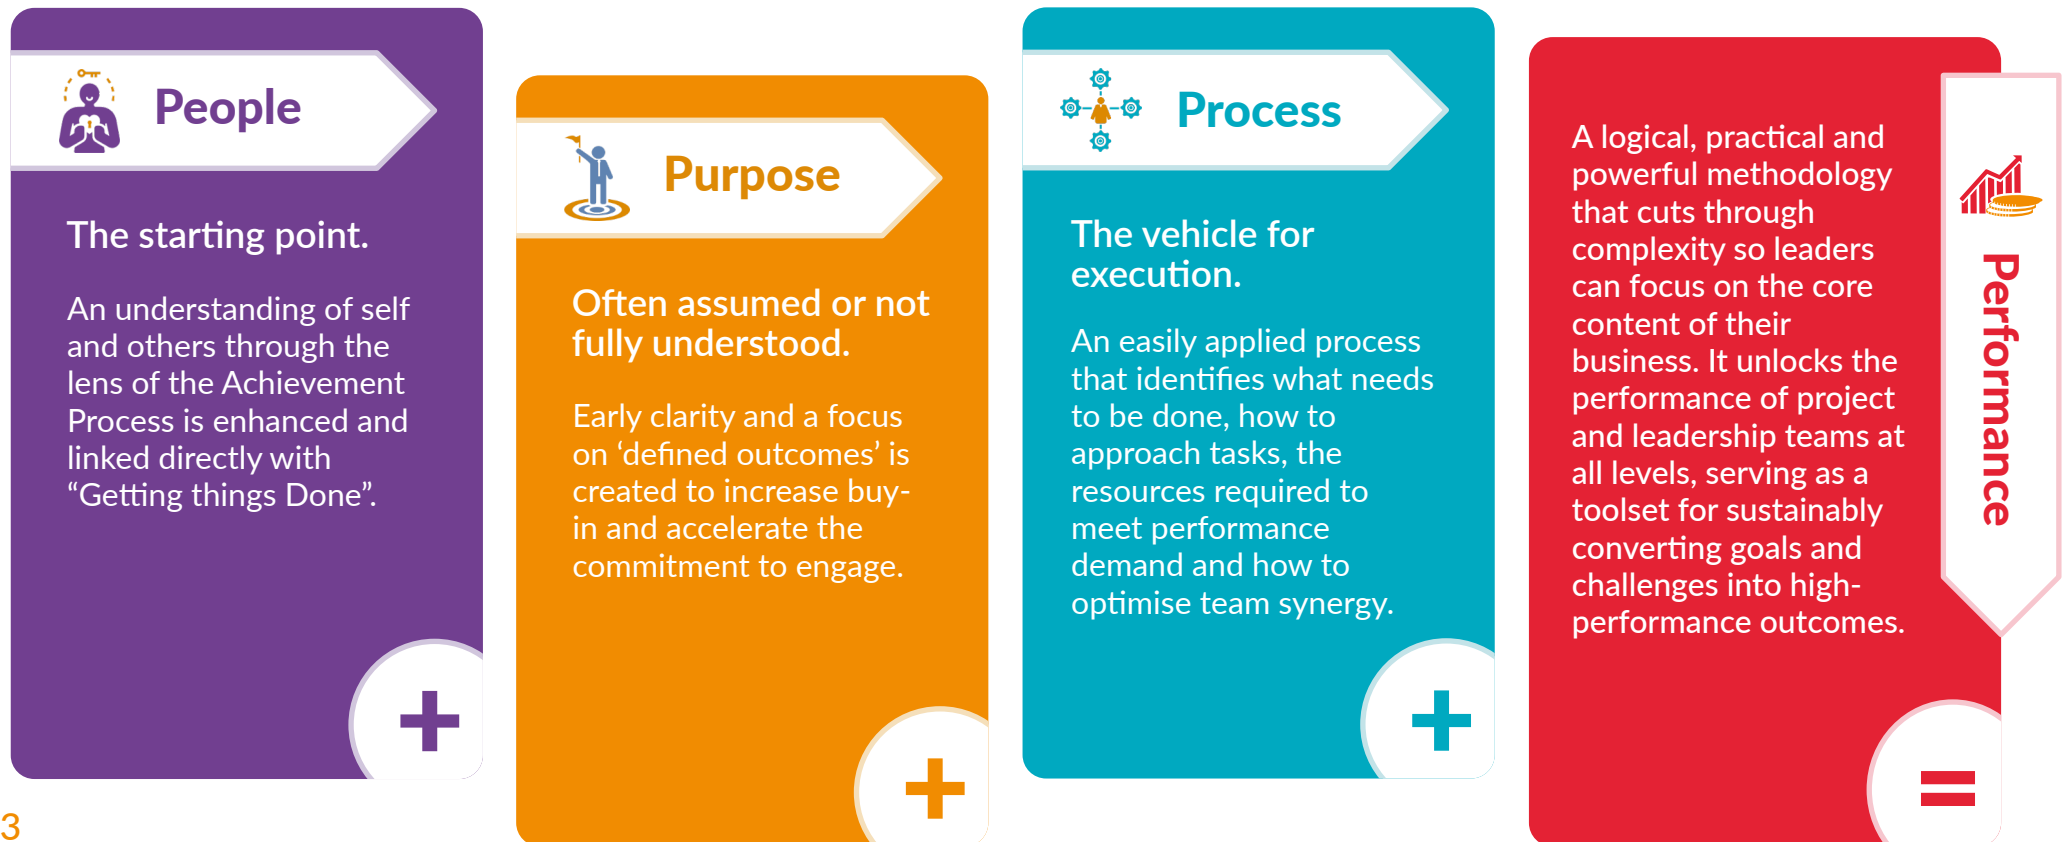 People
The starting point.
An understanding of self
and others through the
lens of the Achievement
Process is enhanced and
linked directly with
“Getting things Done”.
+
Purpose
Often assumed or not
fully understood.
Early clarity and a focus
on ‘defined outcomes’ is
created to increase buy-
in and accelerate the
commitment to engage.
+
Process
The vehicle for
execution.
An easily applied process
that identifies what needs
to be done, how to
approach tasks, the
resources required to
meet performance
demand and how to
optimise team synergy.
+
Performance
A logical, practical and
powerful methodology
that cuts through
complexity so leaders
can focus on the core
content of their
business. It unlocks the
performance of project
and leadership teams at
all levels, serving as a
toolset for sustainably
converting goals and
challenges into high-
performance outcomes.
=
3